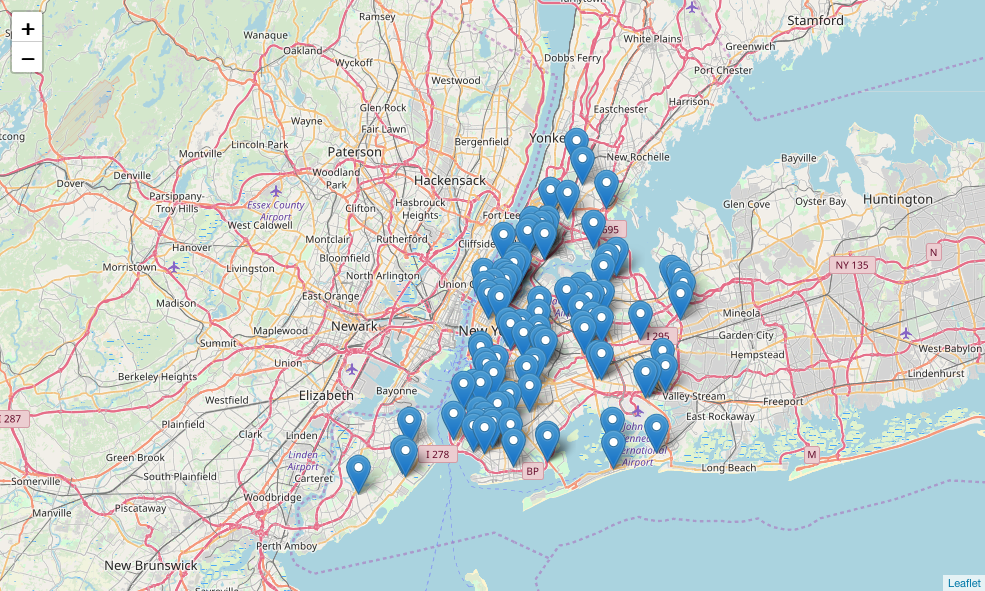 Ramsey
Stamford
+
Wanaque
White Plains
Oakland
Greenwich
−
Wyckoff
Dobbs Ferry
Port Chester
Westwood
Glen Rock
Harrison
Eastchester
Wayne
Fair Lawn
Bergenfield
Lincoln Park
Paterson
Montville
New Rochelle
Bayville
Denville
Woodland
Park
Dover
Hackensack
Parsippany-
Troy Hills
Essex County
Airport
Hasbrouck
Heights
Glen Cove
Oyster Bay
Huntington
Clifton
Fort Lee
West Caldwell
Montclair
Rutherford
Cliffside
695
Hanover
Bloomfield
NY 135
N
Morristown
Livingston
North Arlington
Union C
East Orange
Madison
Mineola
Newark
New Y
Maplewood
I 295
Garden City
Summit
West Babylon
Union
Hempstead
Berkeley Heights
Lindenhurst
Elizabeth
Bayonne
Valley Stream
Freeport
Westfield
I 287
East Rockaway
Plainfield
Clark
Linden
John
Kennedy
International
Airport
Green Brook
Linden
Airport
I 278
M
Long Beach
BP
South Plainfield
Carteret
Somerville
Woodbridge
Manville
Piscataway
Perth Amboy
New Brunswick
Leaflet